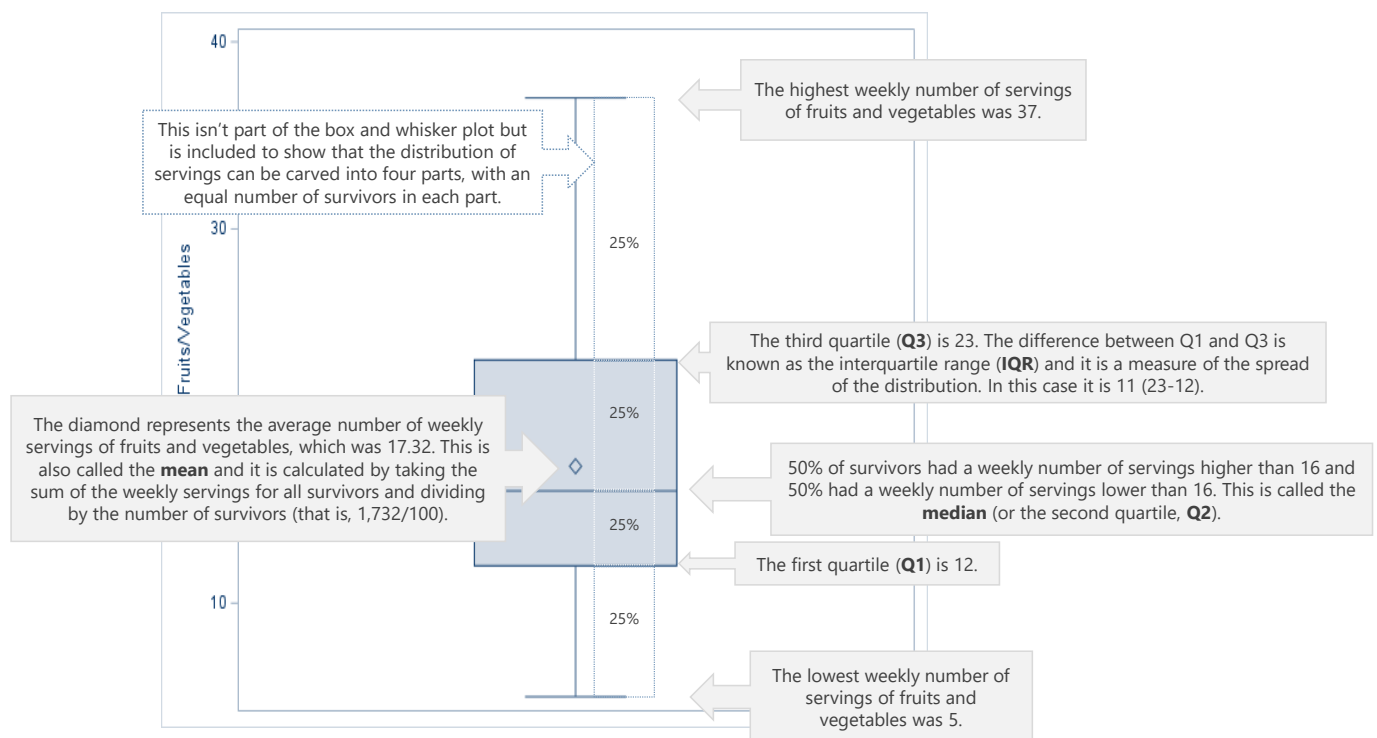 40
The highest weekly number of servings
of fruits and vegetables was 37.
This isn’t part of the box and whisker plot but
is included to show that the distribution of
servings can be carved into four parts, with an
equal number of survivors in each part.
30
25%
Fruits/Vegetables
The third quartile (Q3) is 23. The difference between Q1 and Q3 is
known as the interquartile range (IQR) and it is a measure of the spread
of the distribution. In this case it is 11 (23-12).
25%
The diamond represents the average number of weekly
servings of fruits and vegetables, which was 17.32. This is
also called the mean and it is calculated by taking the
sum of the weekly servings for all survivors and dividing
by the number of survivors (that is, 1,732/100).
50% of survivors had a weekly number of servings higher than 16 and
50% had a weekly number of servings lower than 16. This is called the
median (or the second quartile, Q2).
25%
The first quartile (Q1) is 12.
10
25%
The lowest weekly number of
servings of fruits and
vegetables was 5.